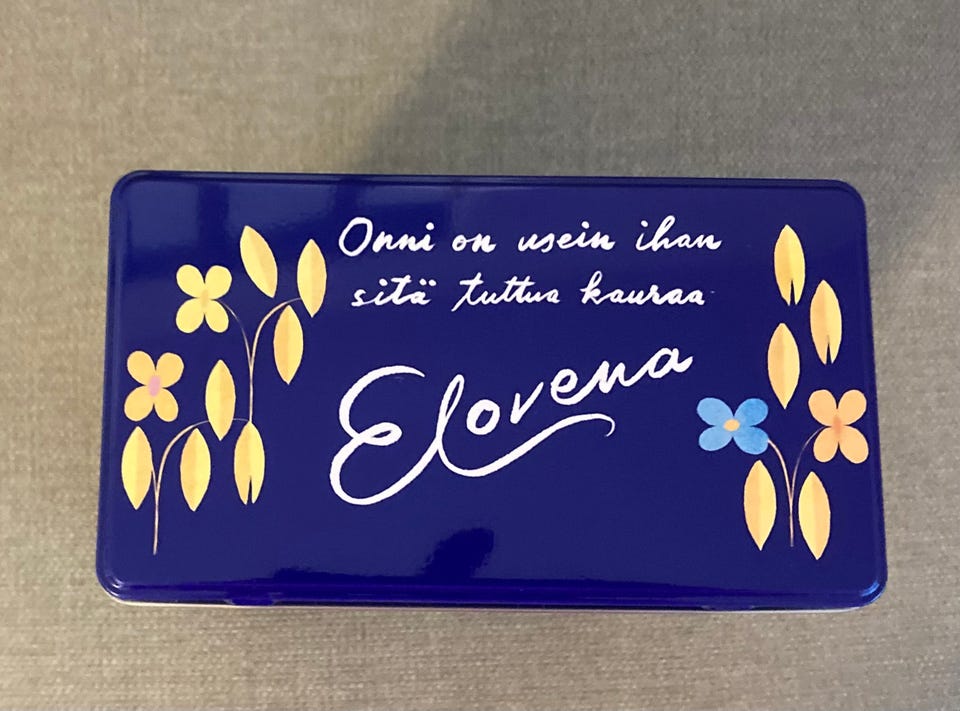 Onni on usein ihan
sitä tuttua kauraa
Elovena